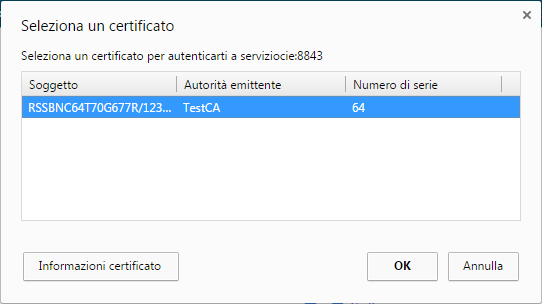 Seleziona un certificato
Seleziona un certificato per autenticarti a serviziocie:8843
Soggetto Autorità emittente Numero di serie
RSSBNC64T70G677R/123... TestCA 64
Informazioni certificato OK Annulla